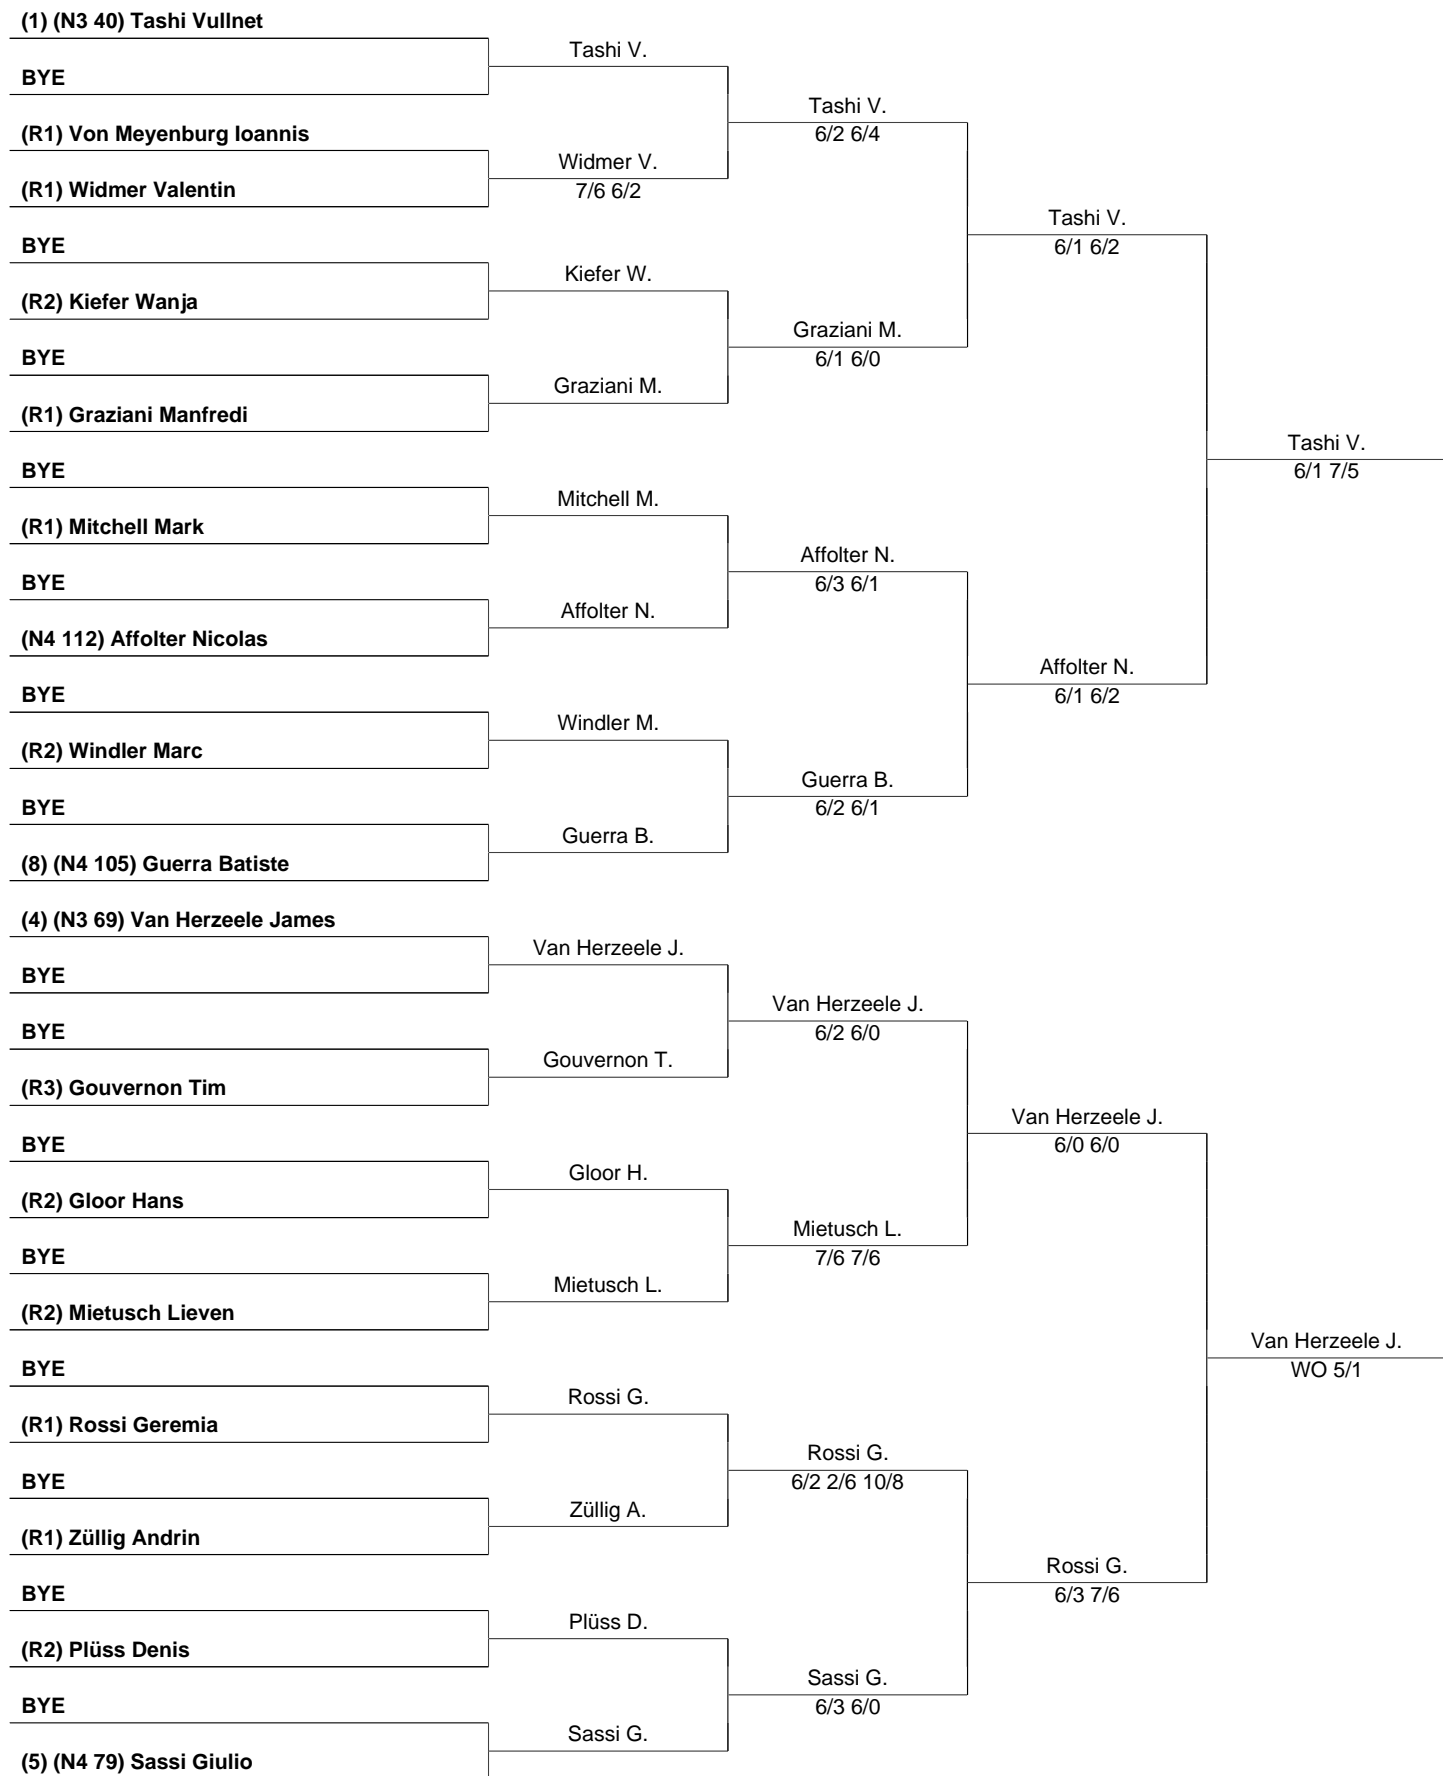 (1) (N3 40) Tashi Vullnet
BYE
(R1) Von Meyenburg Ioannis
(R1) Widmer Valentin
BYE
(R2) Kiefer Wanja
BYE
(R1) Graziani Manfredi
BYE
(R1) Mitchell Mark
BYE
(N4 112) Affolter Nicolas
BYE
(R2) Windler Marc
BYE
(8) (N4 105) Guerra Batiste
(4) (N3 69) Van Herzeele James
BYE
BYE
(R3) Gouvernon Tim
BYE
(R2) Gloor Hans
BYE
(R2) Mietusch Lieven
BYE
(R1) Rossi Geremia
BYE
(R1) Züllig Andrin
BYE
(R2) Plüss Denis
BYE
(5) (N4 79) Sassi Giulio
Tashi V.
Widmer V.
7/6 6/2
Kiefer W.
Graziani M.
Mitchell M.
Affolter N.
Windler M.
Guerra B.
Van Herzeele J.
Gouvernon T.
Gloor H.
Mietusch L.
Rossi G.
Züllig A.
Plüss D.
Sassi G.
Tashi V.
6/2 6/4
Graziani M.
6/1 6/0
Affolter N.
6/3 6/1
Guerra B.
6/2 6/1
Van Herzeele J.
6/2 6/0
Mietusch L.
7/6 7/6
Rossi G.
6/2 2/6 10/8
Sassi G.
6/3 6/0
Tashi V.
6/1 6/2
Affolter N.
6/1 6/2
Van Herzeele J.
6/0 6/0
Rossi G.
6/3 7/6
Tashi V.
6/1 7/5
Van Herzeele J.
WO 5/1